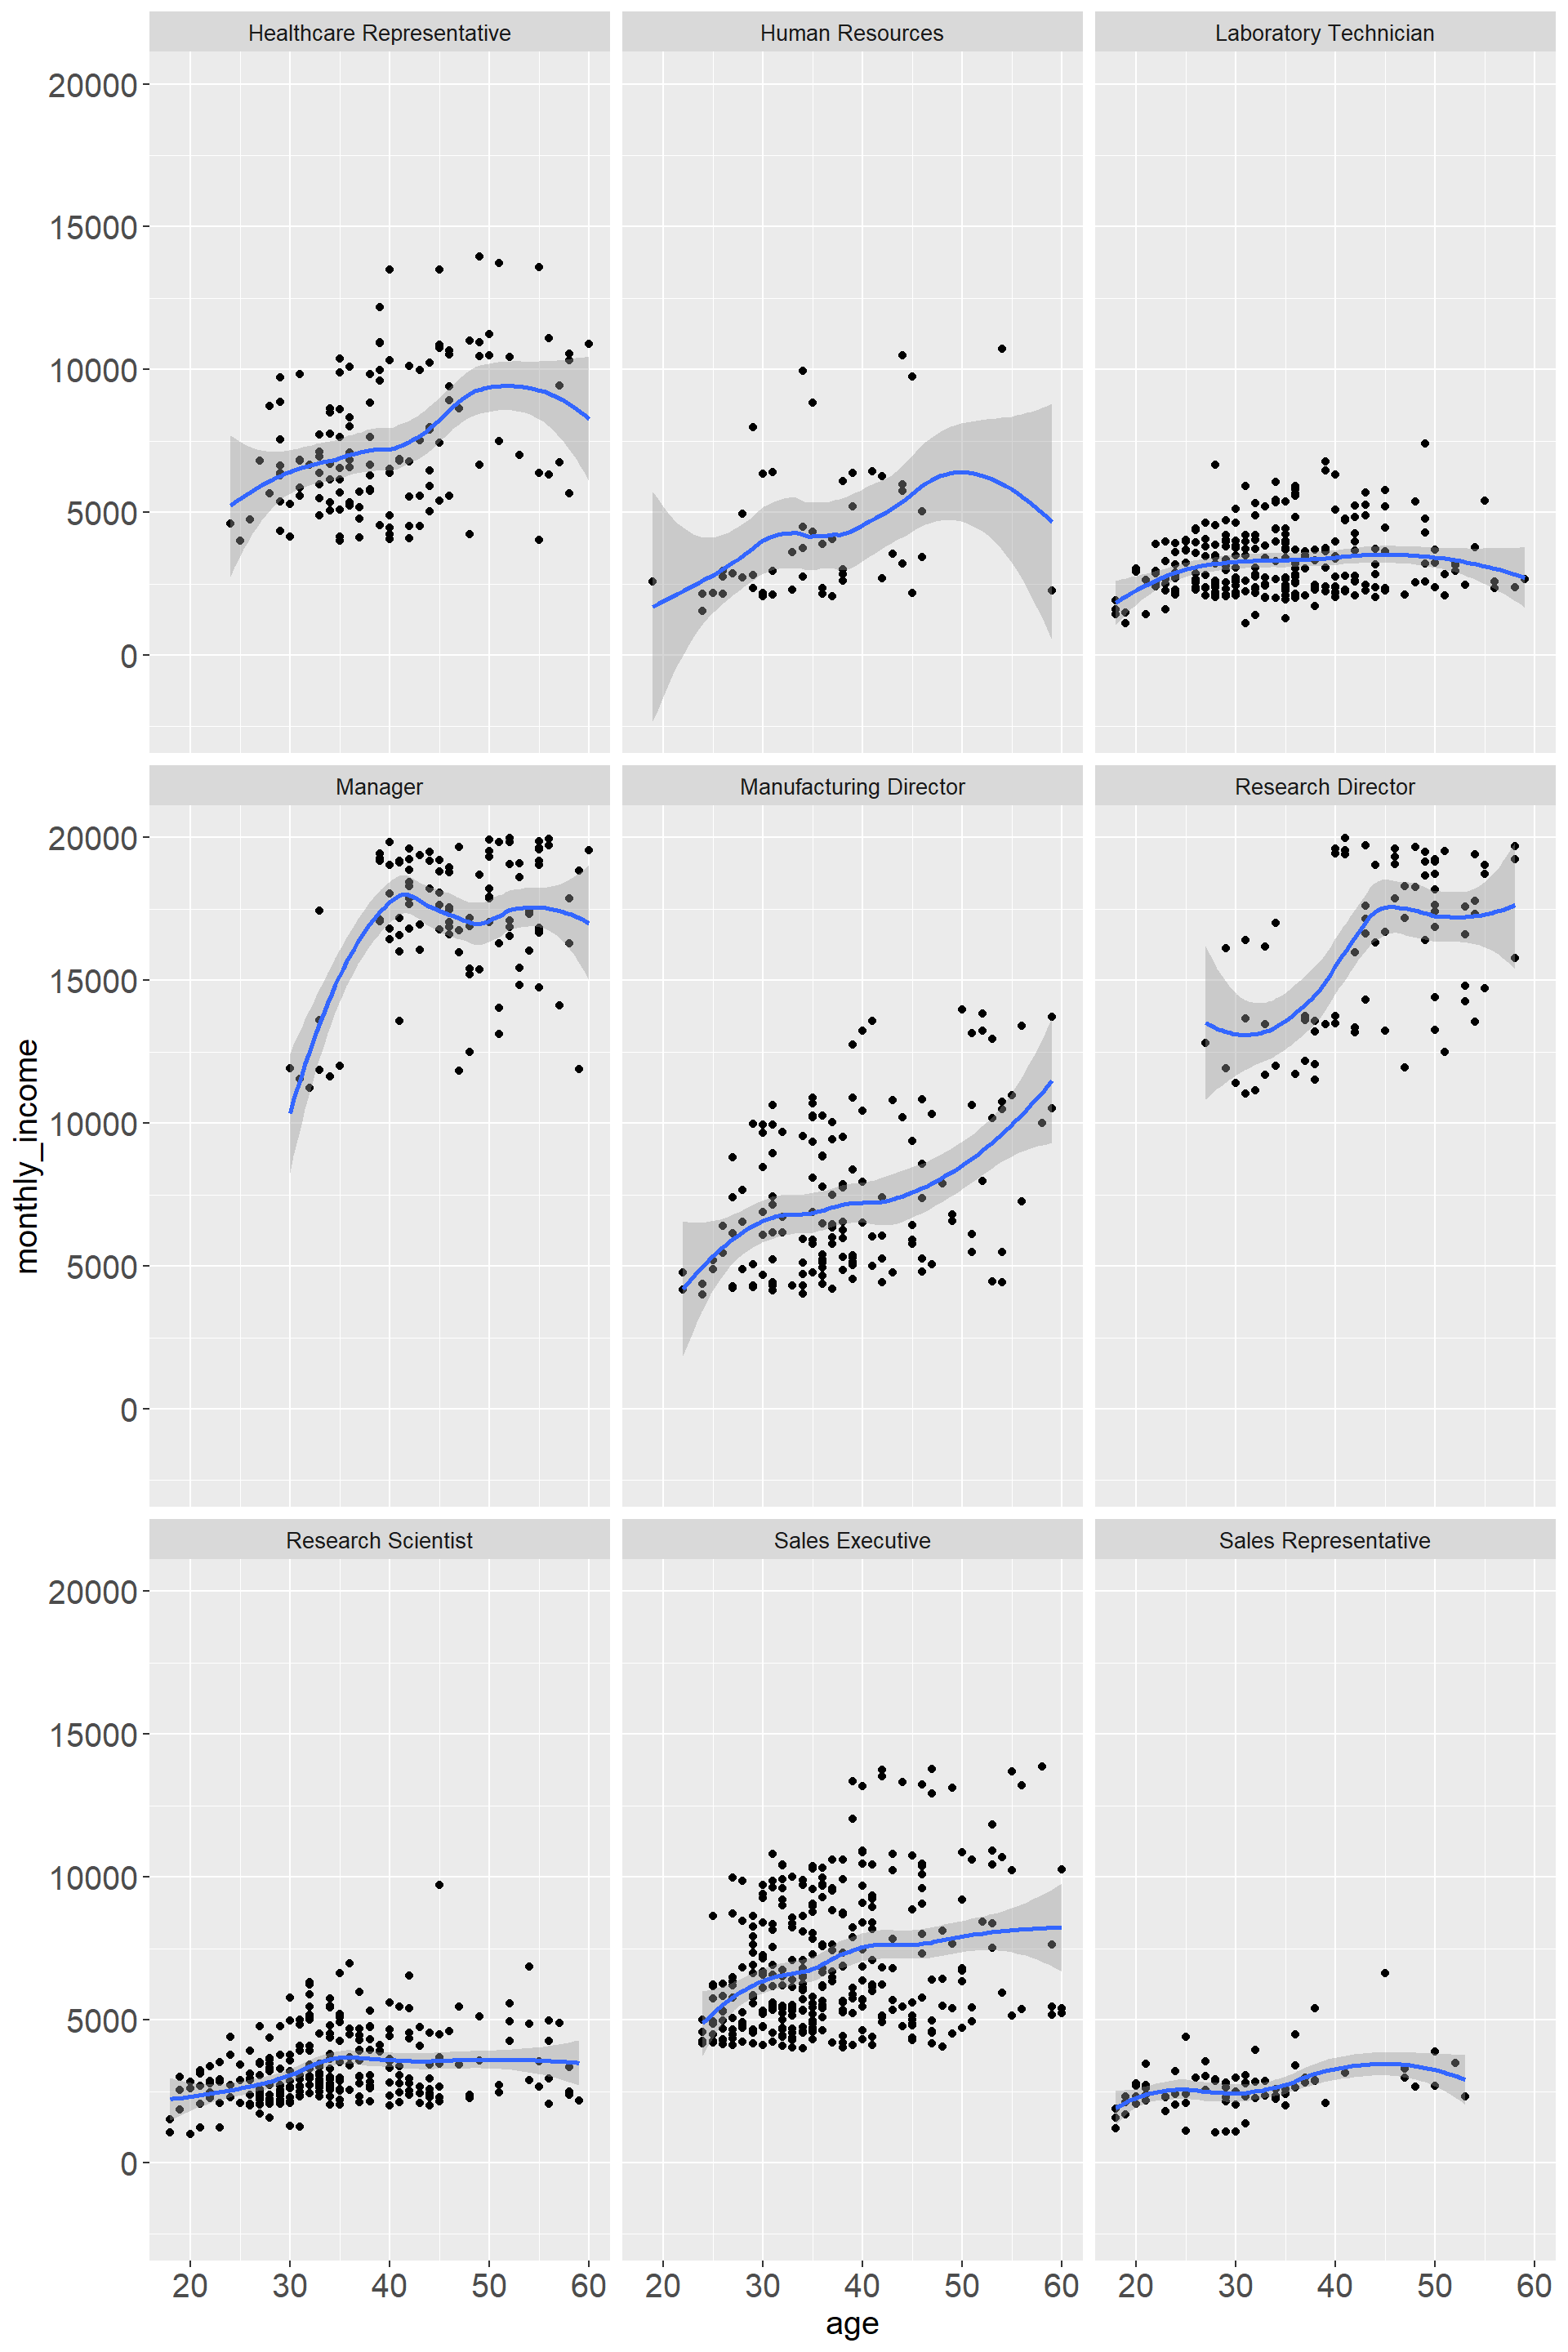 Healthcare Representative Human Resources Laboratory Technician
20000
15000
10000
5000
0
Manager Manufacturing Director Research Director
20000
15000
10000
5000
0
monthly_income
Research Scientist Sales Executive Sales Representative
20000
15000
10000
5000
0
20 30 40 50 60 20 30 40 50 60 20 30 40 50 60
age